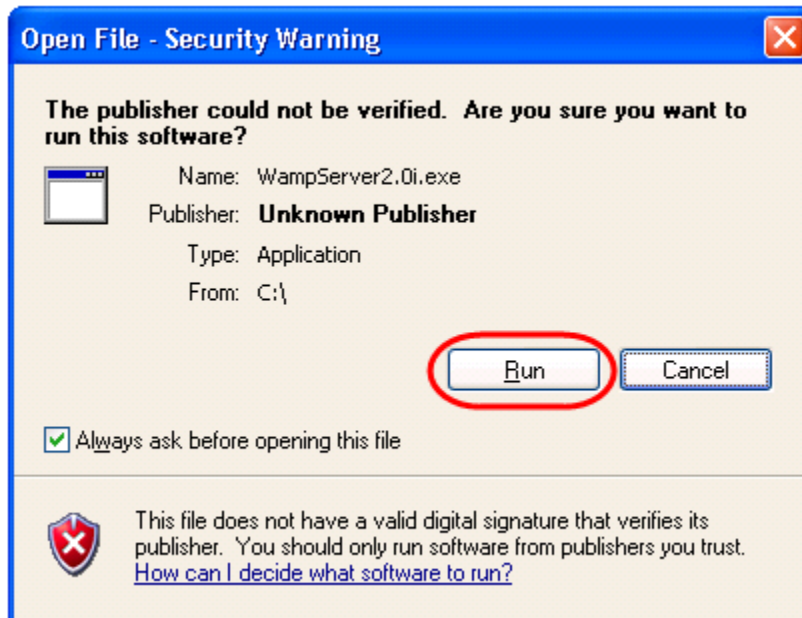 Open File - Security Warning
The publisher could not be verified.  Are you sure you want to
run this software?
Name: WampServer2.0i.exe
Publisher: Unknown Publisher
Type: Application
From: C:\
Run Cancel
Always ask before opening this file
This file does not have a valid digital signature that verifies its
publisher.  You should only run software from publishers you trust.
How can I decide what software to run?